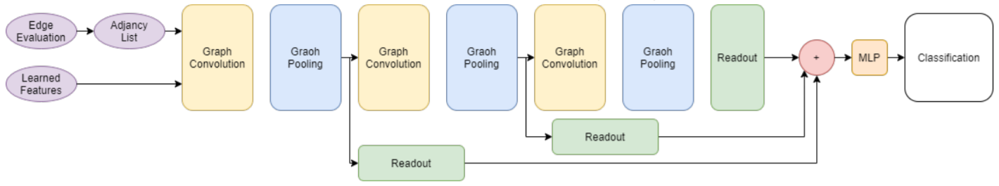 Edge
Evaluation
Adjancy
List
Learned
Features
Graph
Convolution
Graoh
Pooling
Graph
Convolution
Graoh
Pooling
Graph
Convolution
Graoh
Pooling
Readout
+
MLP
Classification
Readout
Readout